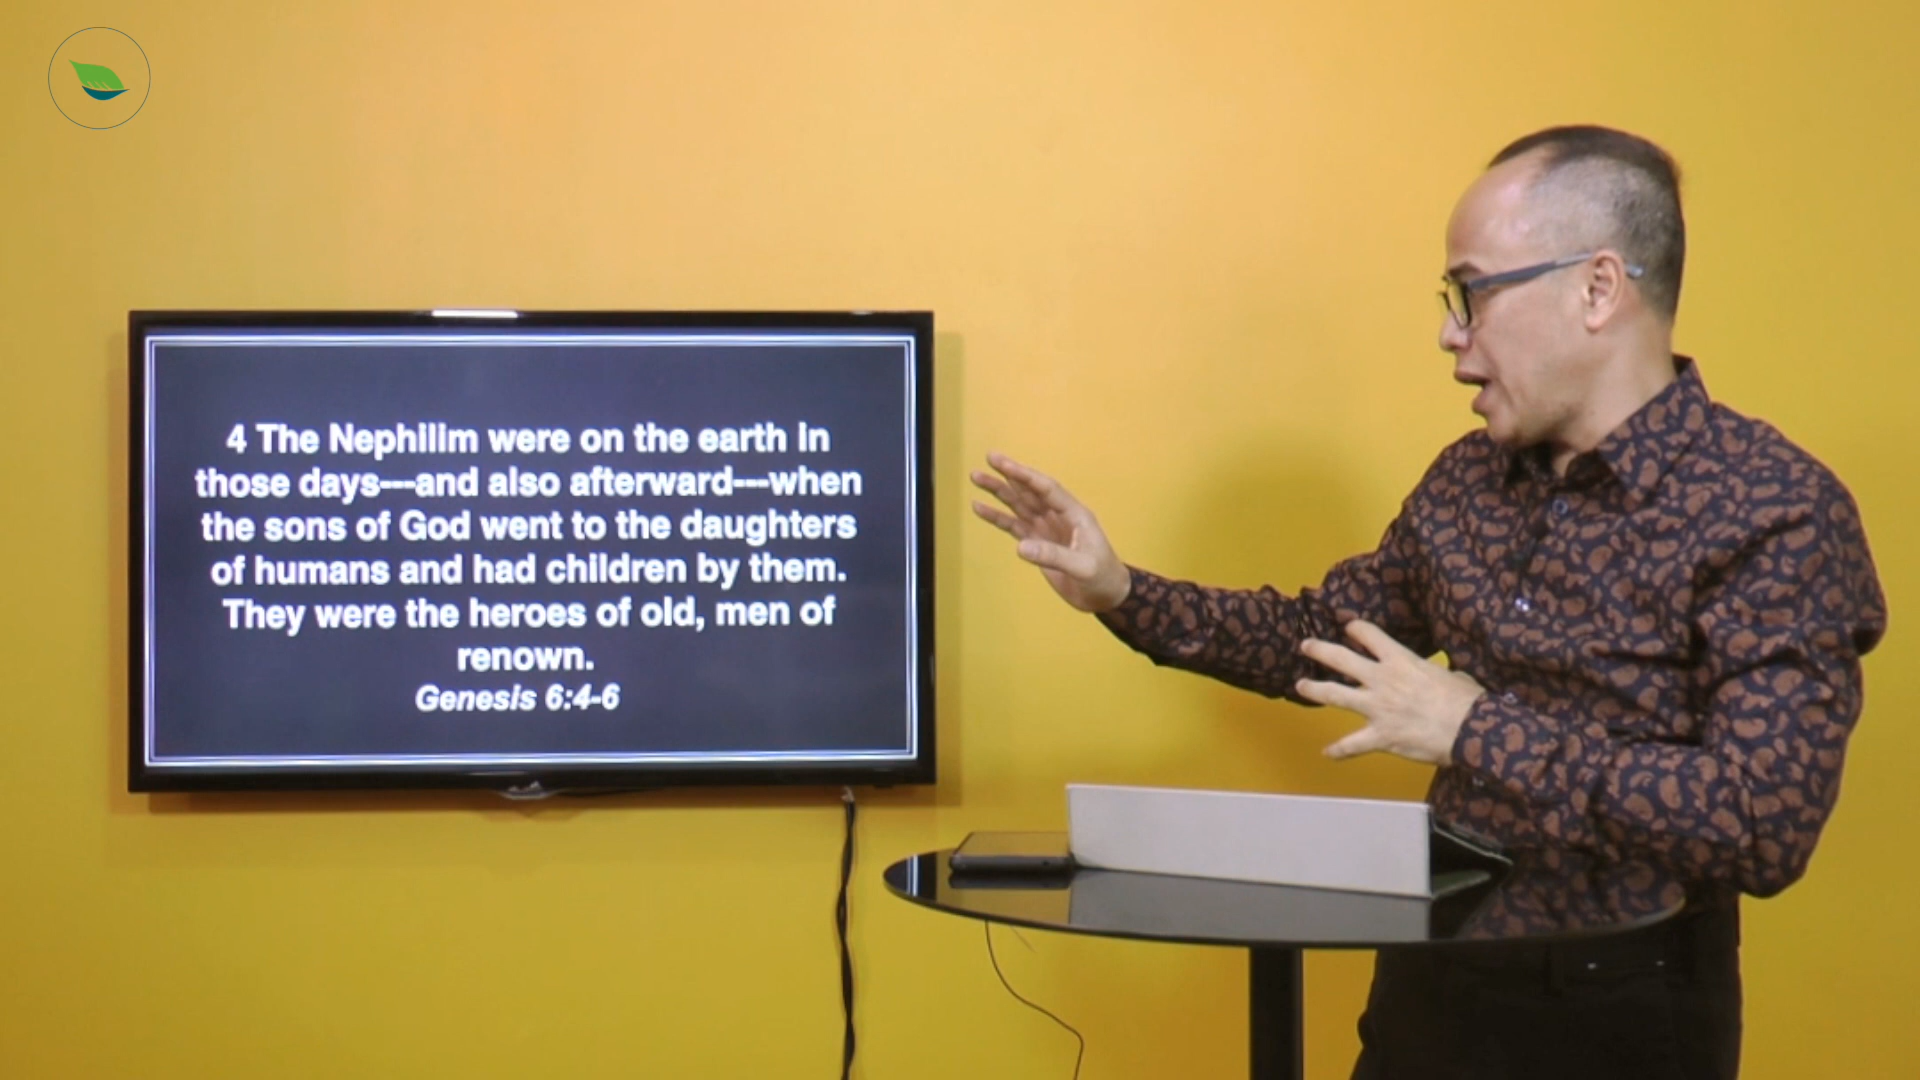 4 The Nephilim were on the earth in
those days---and also afterward---when
the sons of God went to the daughters
of humans and had children by them.
They were the heroes of old, men of
renown.
Genesis 6:4-6